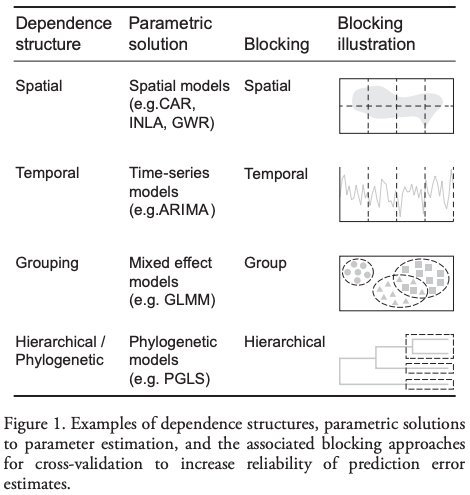 Dependence structure
Parametric solution
Blocking
Blocking illustration
Spatial
Spatial models (e.g.CAR, INLA, GWR)
Spatial
Temporal
Time-series models (e.g.ARIMA)
Temporal
Grouping
Mixed effect models (e.g. GLMM)
Group
Hierarchical / Phylogenetic
Phylogenetic models (e.g. PGLS)
Hierarchical
Figure 1. Examples of dependence structures, parametric solutions
to parameter estimation, and the associated blocking approaches
for cross-validation to increase reliability of prediction error
estimates.